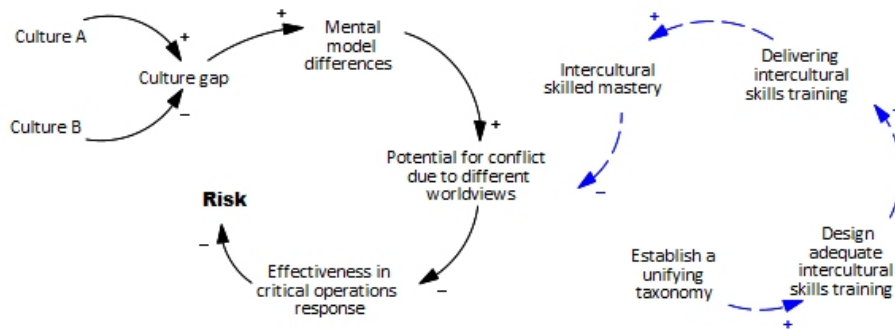 Culture A
+
+
Culture gap
Culture B
–
Mental
model
differences
+
Potential for conflict
due to different
worldviews
–
Effectiveness in
critical operations
response
–
Risk
Establish a
unifying
taxonomy
+
Design
adequate
intercultural
skills training
+
Delivering
intercultural
skills training
+
Intercultural
skilled mastery
–